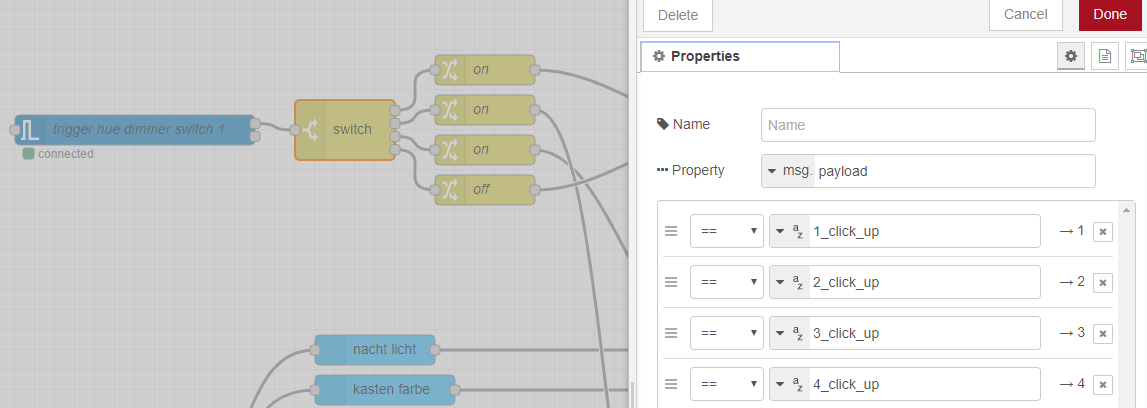 Delete
Cancel
Done
Properties
on
trigger hue dimmer switch 1
connected
switch
on
on
off
nacht licht
kasten farbe
Name
Name
Property
msg. payload
== 1_click_up → 1
== 2_click_up → 2
== 3_click_up → 3
== 4_click_up → 4